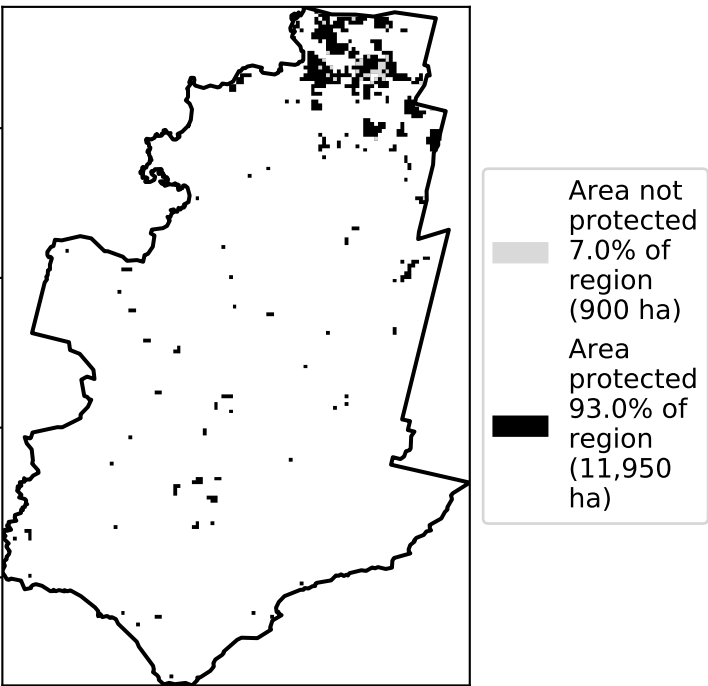 Area not
protected
7.0% of
region
(900 ha)
Area
protected
93.0% of
region
(11,950
ha)